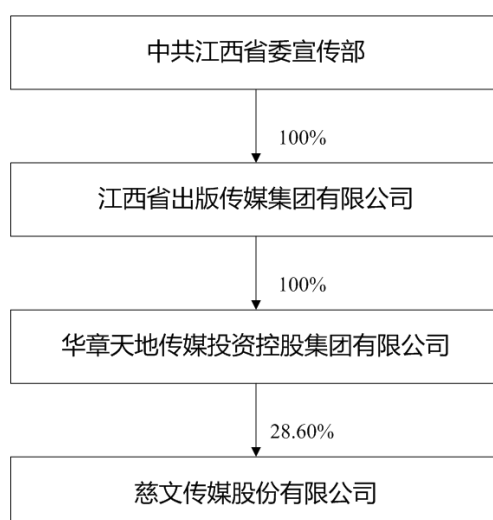 中共江西省委宣传部
100%
江西省出版传媒集团有限公司
100%
华章天地传媒投资控股集团有限公司
28.60%
慈文传媒股份有限公司